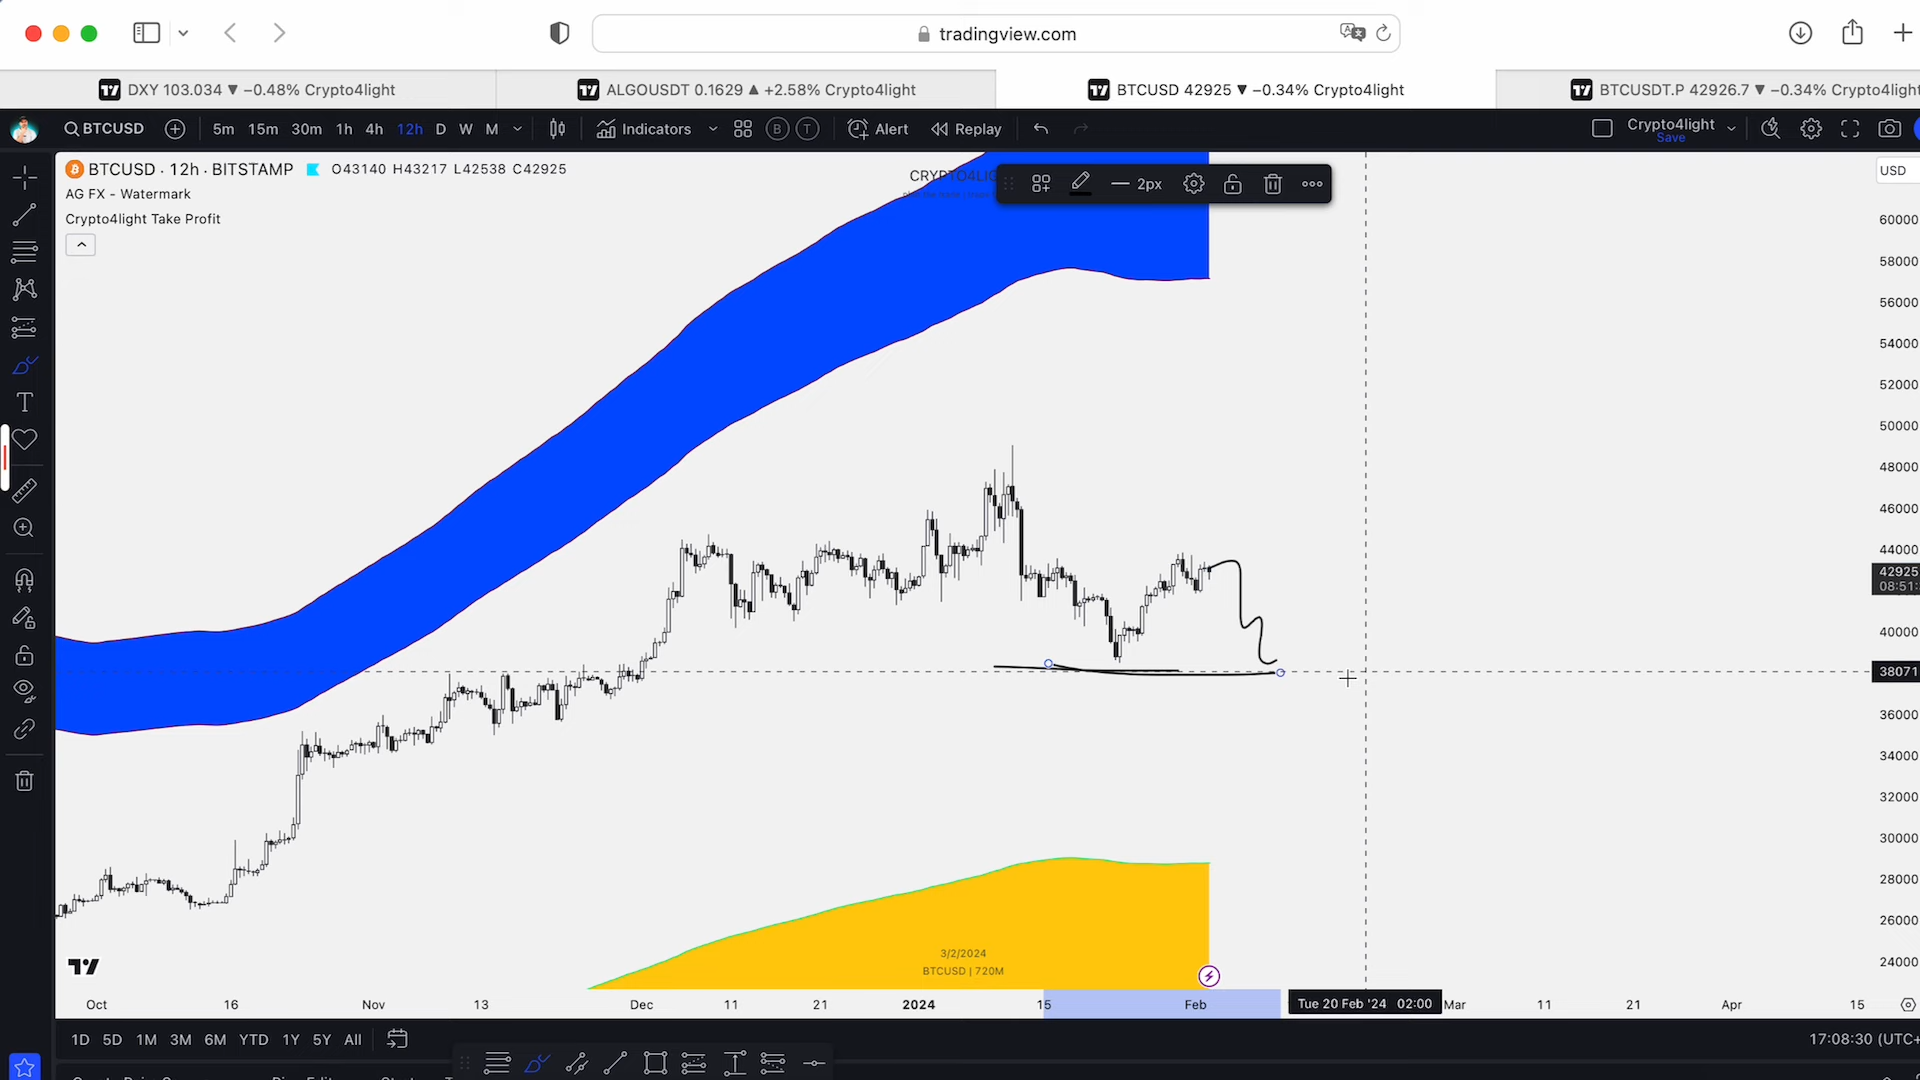 tradingview.com
DXY 103.034 ▼ −0.48% Crypto4light
ALGOUSDT 0.1629 ▲ +2.58% Crypto4light
BTCUSD 42925 ▼ −0.34% Crypto4light
BTCUSDT.P 42926.7 ▼ −0.34% Crypto4light
BTCUSD 5m 15m 30m 1h 4h 12h D W M Indicators B T Alert Replay
Crypto4light
Save
BTCUSD · 12h · BITSTAMP O43140 H43217 L42538 C42925
USD
AG FX - Watermark
Crypto4light Take Profit
2px
60000
58000
56000
54000
52000
50000
48000
46000
44000
42925
08:51:
40000
38071
36000
34000
32000
30000
28000
26000
24000
3/2/2024
BTCUSD | 720M
Oct 16 Nov 13 Dec 11 21 2024 15 Feb Tue 20 Feb '24 02:00 Mar 11 21 Apr 15
1D 5D 1M 3M 6M YTD 1Y 5Y All
17:08:30 (UTC+